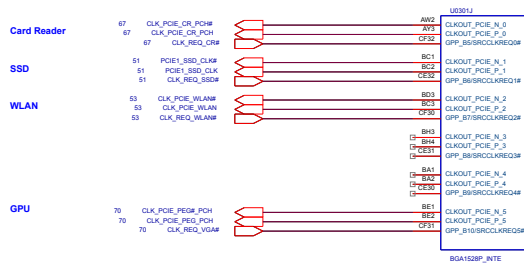 U0301J
Card Reader
67 CLK_PCIE_CR_PCH# AW2 CLKOUT_PCIE_N_0
67 CLK_PCIE_CR_PCH AY3 CLKOUT_PCIE_P_0
67 CLK_REQ_CR# CF32 GPP_B5/SRCCLKREQ0#
SSD
51 PCIE1_SSD_CLK# BC1 CLKOUT_PCIE_N_1
51 PCIE1_SSD_CLK BC2 CLKOUT_PCIE_P_1
51 CLK_REQ_SSD# CE32 GPP_B6/SRCCLKREQ1#
WLAN
53 CLK_PCIE_WLAN# BD3 CLKOUT_PCIE_N_2
53 CLK_PCIE_WLAN BC3 CLKOUT_PCIE_P_2
53 CLK_REQ_WLAN# CF30 GPP_B7/SRCCLKREQ2#
BH3 CLKOUT_PCIE_N_3
BH4 CLKOUT_PCIE_P_3
CE31 GPP_B8/SRCCLKREQ3#
BA1 CLKOUT_PCIE_N_4
BA2 CLKOUT_PCIE_P_4
CE30 GPP_B9/SRCCLKREQ4#
GPU
70 CLK_PCIE_PEG#_PCH BE1 CLKOUT_PCIE_N_5
70 CLK_PCIE_PEG_PCH BE2 CLKOUT_PCIE_P_5
70 CLK_REQ_VGA# CF31 GPP_B10/SRCCLKREQ5#
BGA1528P_INTE